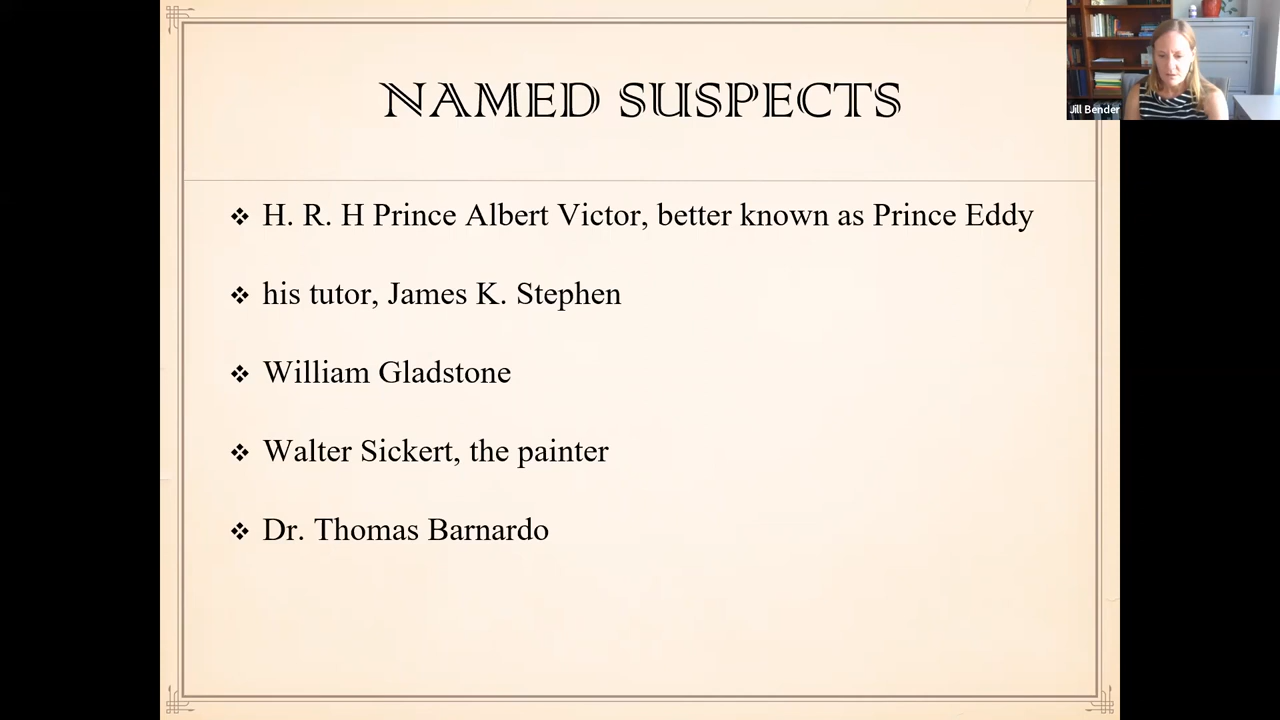 NAMED SUSPECTS
❖ H. R. H Prince Albert Victor, better known as Prince Eddy
❖ his tutor, James K. Stephen
❖ William Gladstone
❖ Walter Sickert, the painter
❖ Dr. Thomas Barnardo
Jill Bender